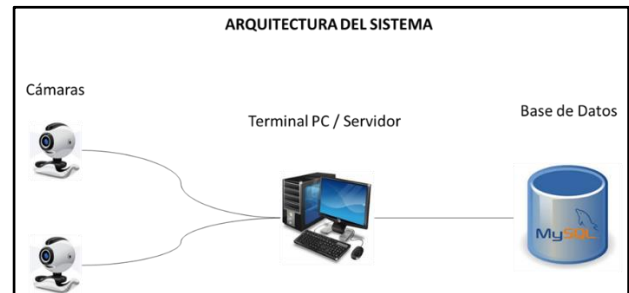 ARQUITECTURA DEL SISTEMA
Cámaras
Terminal PC / Servidor
Base de Datos
MySQL